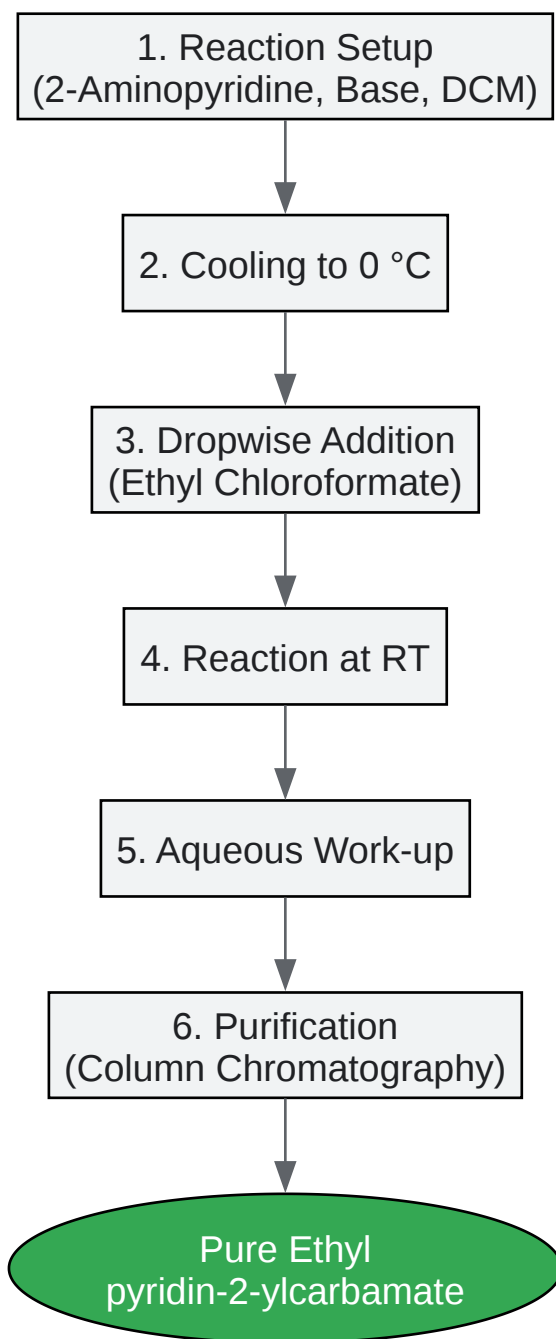 1. Reaction Setup
(2-Aminopyridine, Base, DCM)
2. Cooling to 0 °C
3. Dropwise Addition
(Ethyl Chloroformate)
4. Reaction at RT
5. Aqueous Work-up
6. Purification
(Column Chromatography)
Pure Ethyl
pyridin-2-ylcarbamate